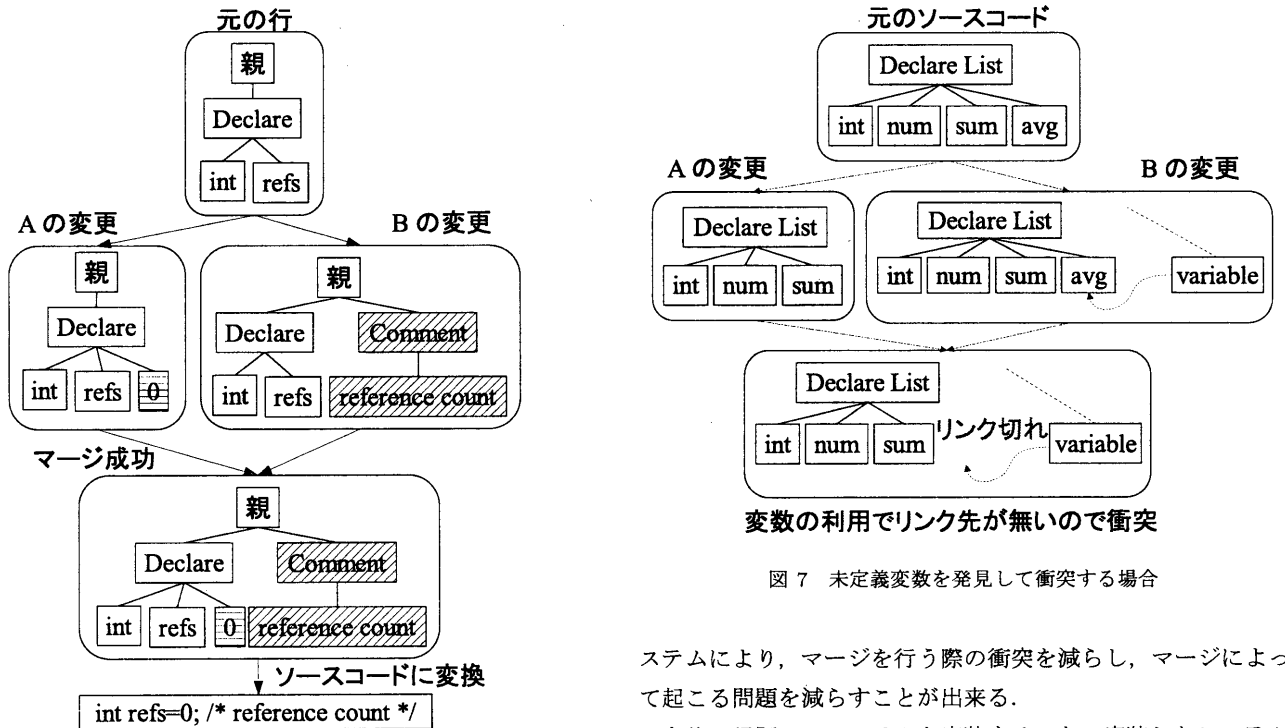 元の行
親
Declare
int refs
A の変更 B の変更
親
Declare
int refs 0
親
Declare Comment
int refs reference count
マージ成功
親
Declare Comment
int refs 0 reference count
ソースコードに変換
int refs=0; /* reference count */
元のソースコード
Declare List
int num sum avg
A の変更 B の変更
Declare List
int num sum
Declare List
int num sum avg variable
Declare List
int num sum リンク切れ variable
変数の利用でリンク先が無いので衝突
図 7 未定義変数を発見して衝突する場合
ステムにより，マージを行う際の衝突を減らし，マージによっ
て起こる問題を減らすことが出来る．